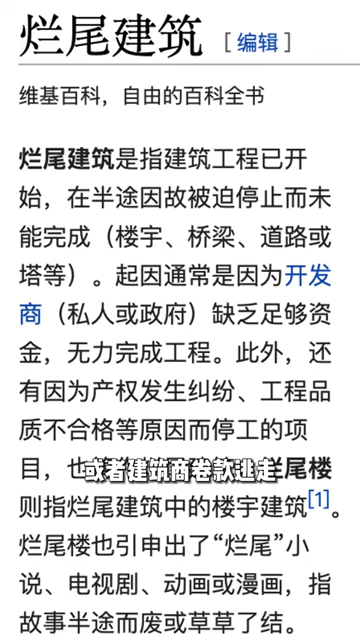 烂尾建筑 [编辑]
维基百科，自由的百科全书
烂尾建筑是指建筑工程已开
始，在半途因故被迫停止而未
能完成（楼宇、桥梁、道路或
塔等）。起因通常是因为开发
商（私人或政府）缺乏足够资
金，无力完成工程。此外，还
有因为产权发生纠纷、工程品
质不合格等原因而停工的项
目，也
或者建筑商卷款逃走
烂尾楼
则指烂尾建筑中的楼宇建筑[1]。
烂尾楼也引申出了“烂尾”小
说、电视剧、动画或漫画，指
故事半途而废或草草了结。